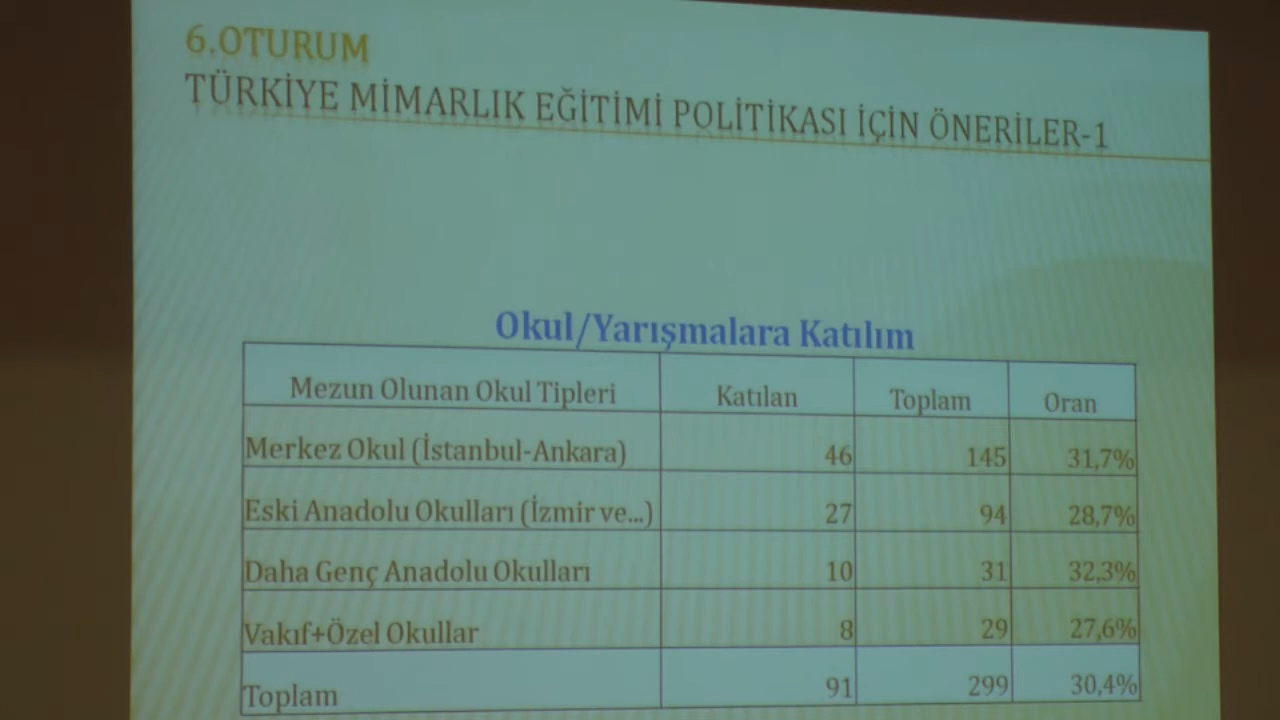 6.OTURUM
TÜRKİYE MİMARLIK EĞİTİMİ POLİTİKASI İÇİN ÖNERİLER-1
Okul/Yarışmalara Katılım
Mezun Olunan Okul Tipleri Katılan Toplam Oran
Merkez Okul (İstanbul-Ankara) 46 145 31,7%
Eski Anadolu Okulları (İzmir ve...) 27 94 28,7%
Daha Genç Anadolu Okulları 10 31 32,3%
Vakıf+Özel Okullar 8 29 27,6%
Toplam 91 299 30,4%